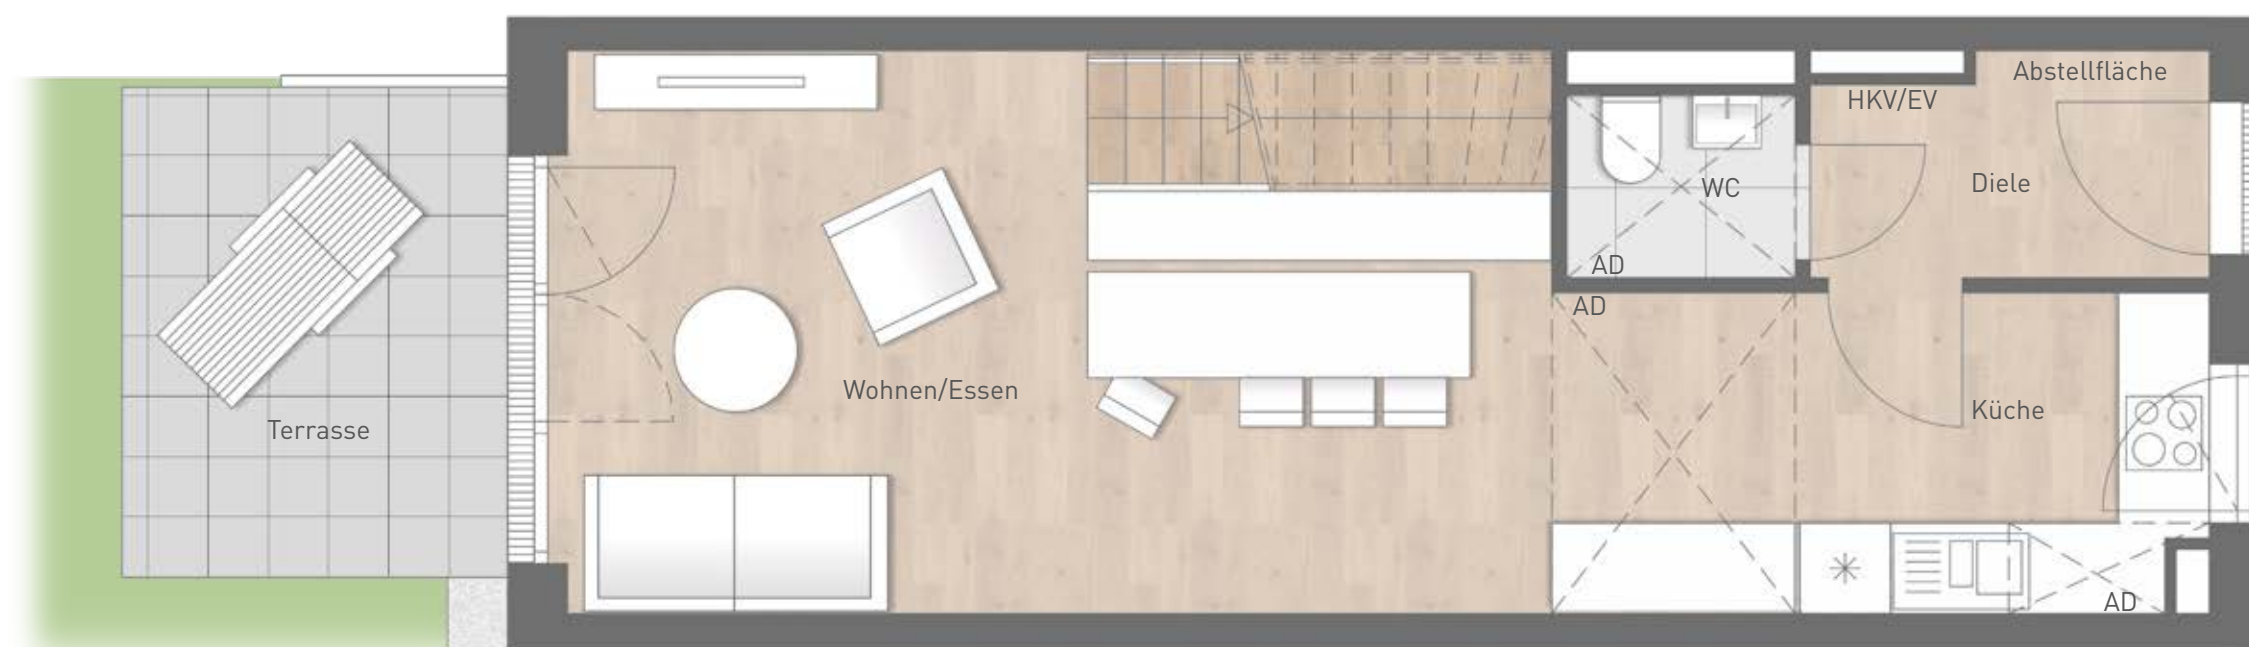 Abstellfläche
HKV/EV
Diele
WC
AD
AD
Wohnen/Essen
Küche
Terrasse
AD